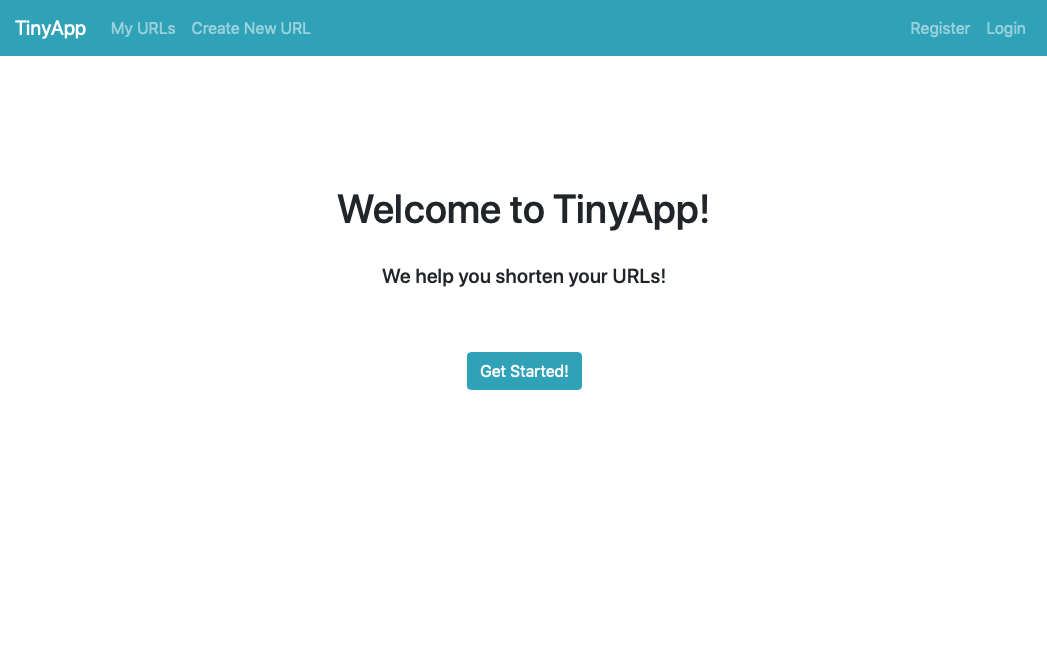 TinyApp My URLs Create New URL Register Login
Welcome to TinyApp!
We help you shorten your URLs!
Get Started!